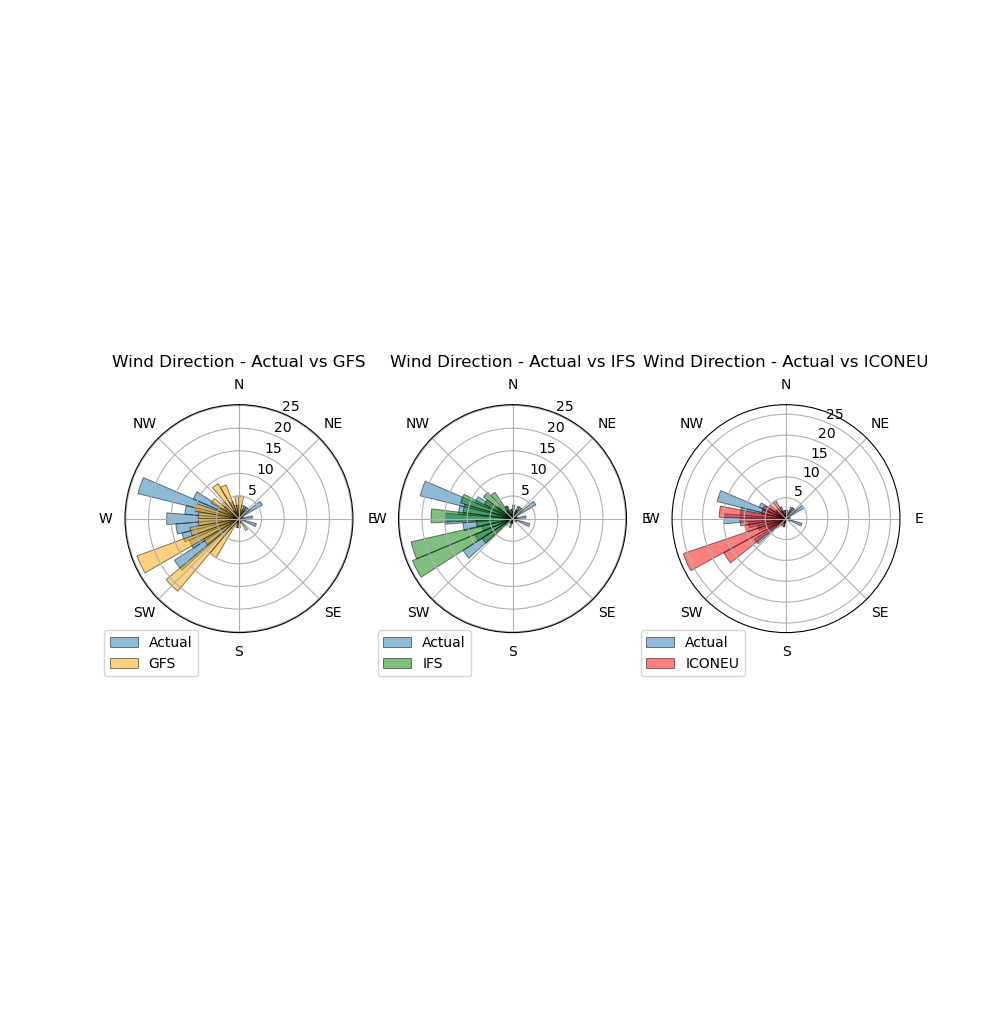 Wind Direction - Actual vs GFS
N
25
NW
NE
20
15
10
5
W
E
SW
SE
S
Actual
GFS
Wind Direction - Actual vs IFS
N
25
NW
NE
20
15
10
5
W
E
SW
SE
S
Actual
IFS
Wind Direction - Actual vs ICONEU
N
25
NW
NE
20
15
10
5
W
E
SW
SE
S
Actual
ICONEU